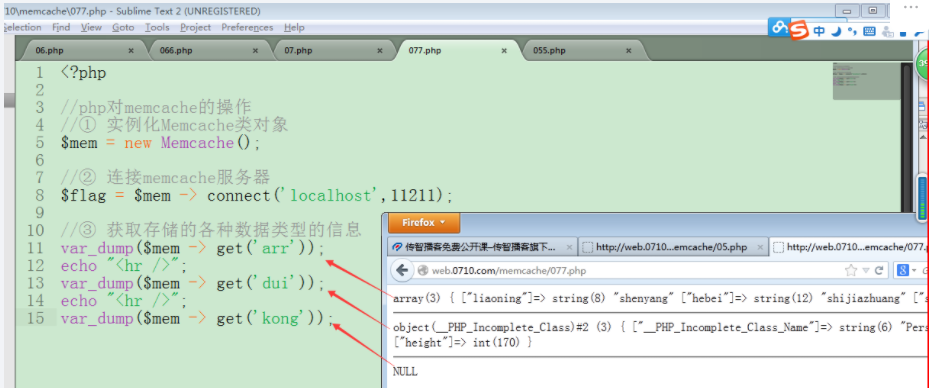 10\memcache\077.php - Sublime Text 2 (UNREGISTERED)
Selection Find View Goto Tools Project Preferences Help
06.php × 066.php × 07.php × 077.php × 055.php ×
1 <?php
2
3 //php对memcache的操作
4 //① 实例化Memcache类对象
5 $mem = new Memcache();
6
7 //② 连接memcache服务器
8 $flag = $mem -> connect('localhost',11211);
9
10 //③ 获取存储的各种数据类型的信息
11 var_dump($mem -> get('arr'));
12 echo "<hr />";
13 var_dump($mem -> get('dui'));
14 echo "<hr />";
15 var_dump($mem -> get('kong'));
Firefox
传智播客免费公开课–传智播客旗下... × http://web.0710...emcache/05.php × http://web.0710...emcache/077.
web.0710.com/memcache/077.php
array(3) { ["liaoning"]=> string(8) "shenyang" ["hebei"]=> string(12) "shijiazhuang" ["s
object(__PHP_Incomplete_Class)#2 (3) { ["__PHP_Incomplete_Class_Name"]=> string(6) "Pers
["height"]=> int(170) }
NULL
中